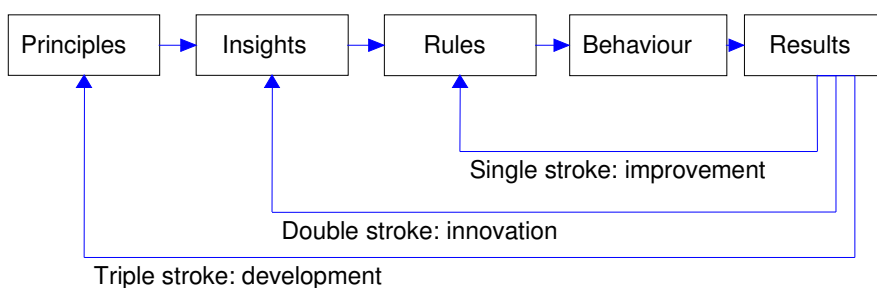 Principles Insights Rules Behaviour Results
Single stroke: improvement
Double stroke: innovation
Triple stroke: development